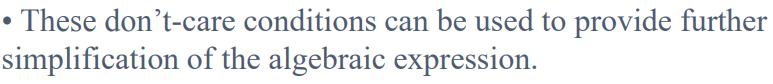 • These don’t-care conditions can be used to provide further
simplification of the algebraic expression.